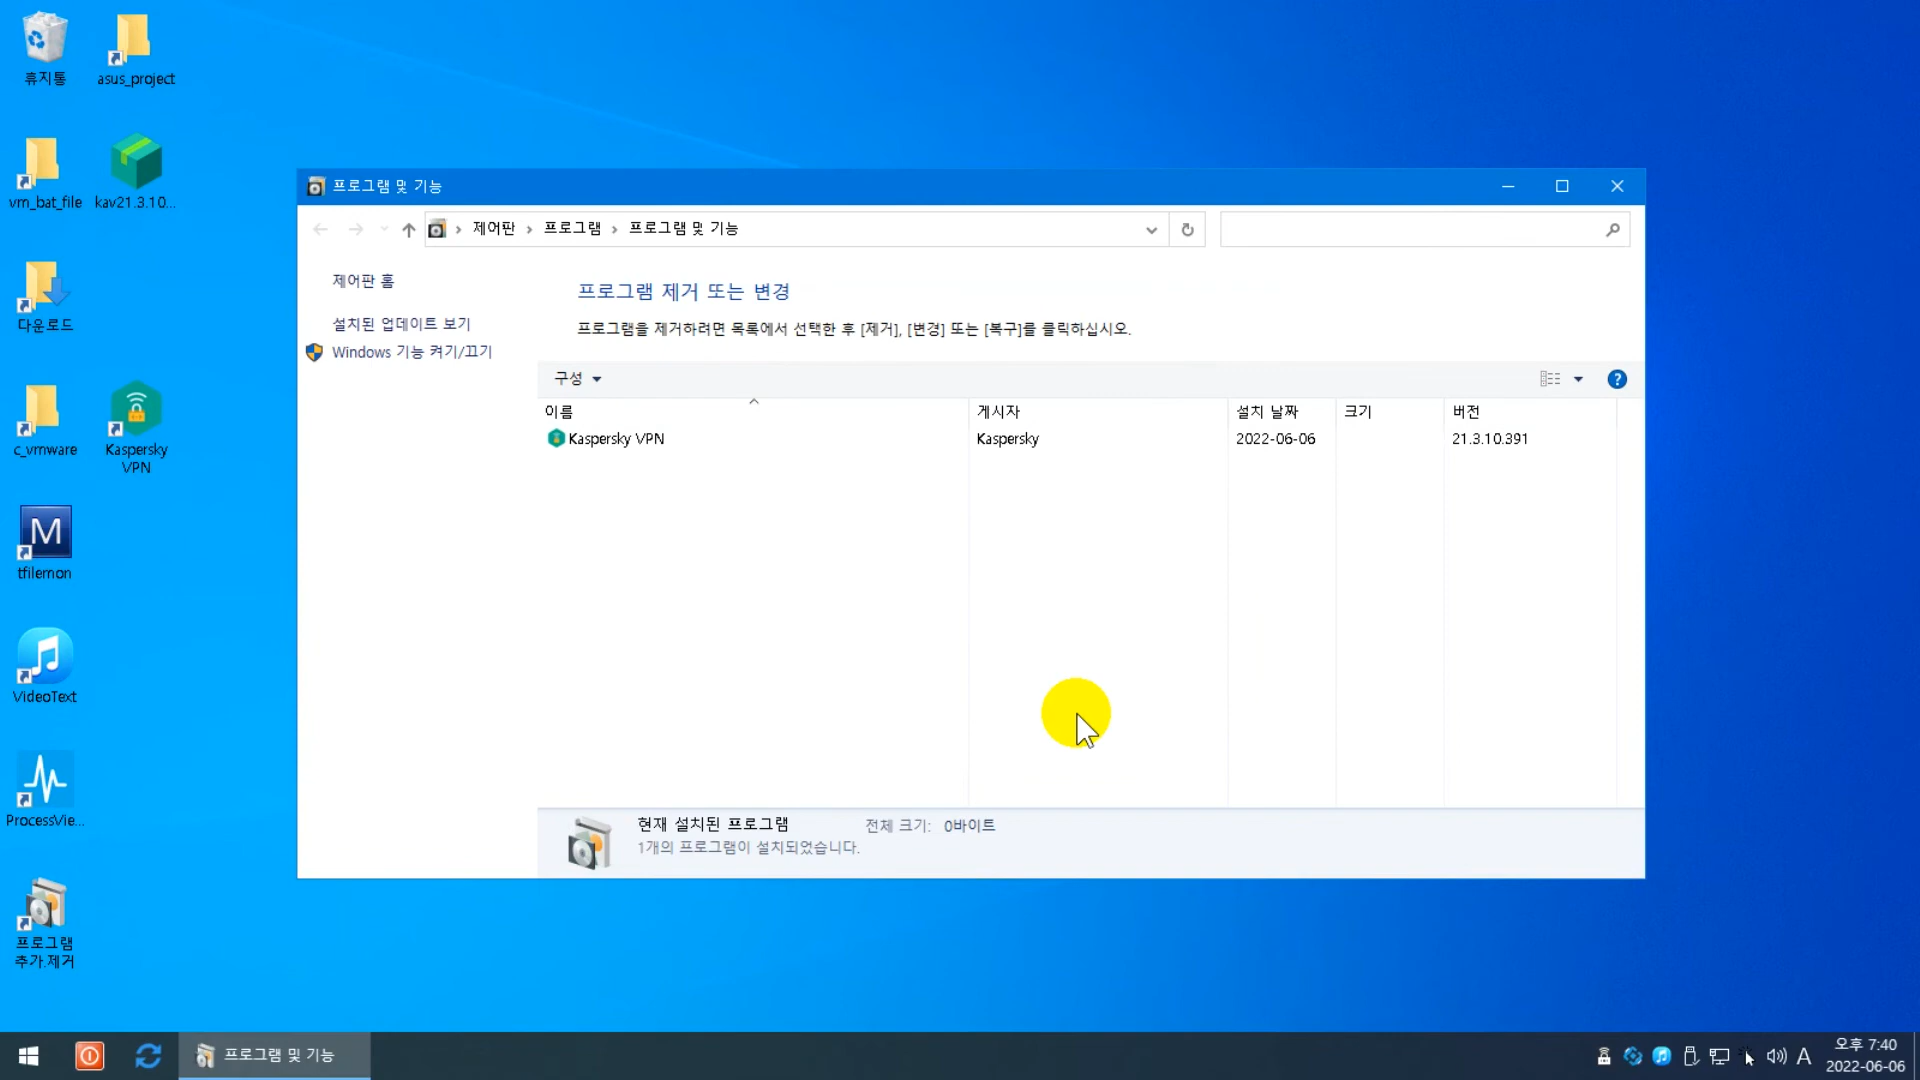 휴지통
asus_project
vm_bat_file
kav21.3.10...
다운로드
c_vmware
Kaspersky
VPN
tfilemon
VideoText
ProcessVie...
프로그램
추가.제거
프로그램 및 기능
제어판
프로그램
프로그램 및 기능
제어판 홈
설치된 업데이트 보기
Windows 기능 켜기/끄기
프로그램 제거 또는 변경
프로그램을 제거하려면 목록에서 선택한 후 [제거], [변경] 또는 [복구]를 클릭하십시오.
구성
이름 게시자 설치 날짜 크기 버전
Kaspersky VPN Kaspersky 2022-06-06 21.3.10.391
현재 설치된 프로그램 전체 크기: 0바이트
1개의 프로그램이 설치되었습니다.
프로그램 및 기능
A
오후 7:40
2022-06-06